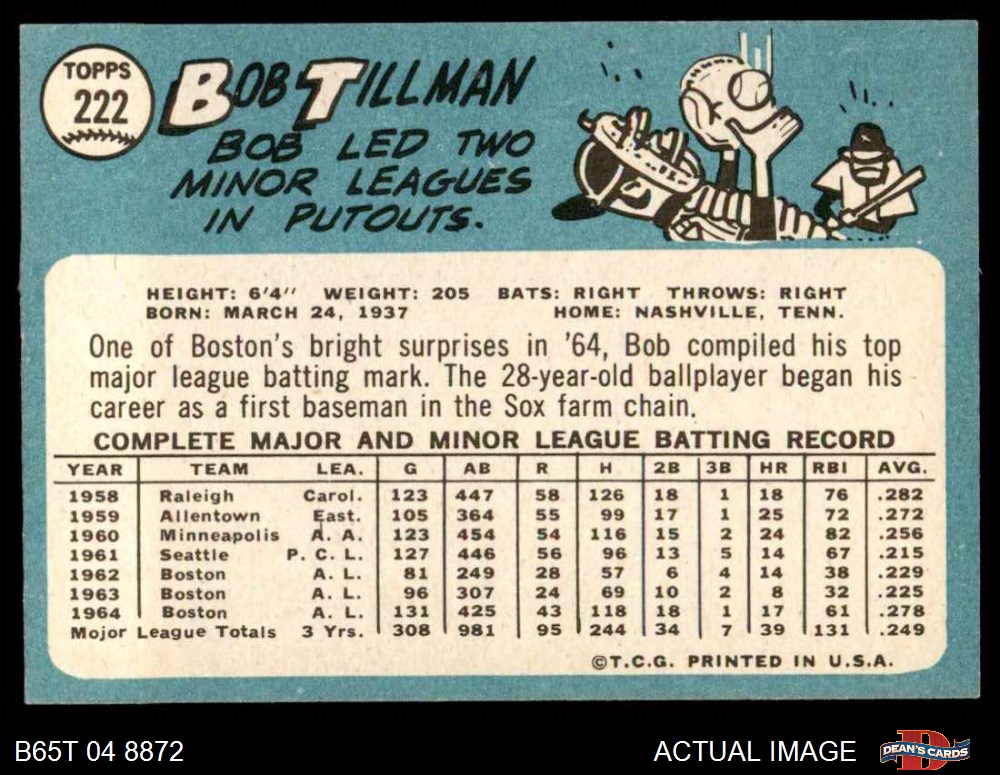 TOPPS
222
BOB TILLMAN
BOB LED TWO
MINOR LEAGUES
IN PUTOUTS.
HEIGHT: 6'4" WEIGHT: 205 BATS: RIGHT THROWS: RIGHT
BORN: MARCH 24, 1937 HOME: NASHVILLE, TENN.
One of Boston's bright surprises in '64, Bob compiled his top
major league batting mark. The 28-year-old ballplayer began his
career as a first baseman in the Sox farm chain.
COMPLETE MAJOR AND MINOR LEAGUE BATTING RECORD
YEAR TEAM LEA. G AB R H 2B 3B HR RBI AVG.
1958 Raleigh Carol. 123 447 58 126 18 1 18 76 .282
1959 Allentown East. 105 364 55 99 17 1 25 72 .272
1960 Minneapolis A. A. 123 454 54 116 15 2 24 82 .256
1961 Seattle P. C. L. 127 446 56 96 13 5 14 67 .215
1962 Boston A. L. 81 249 28 57 6 4 14 38 .229
1963 Boston A. L. 96 307 24 69 10 2 8 32 .225
1964 Boston A. L. 131 425 43 118 18 1 17 61 .278
Major League Totals 3 Yrs. 308 981 95 244 34 7 39 131 .249
©T.C.G. PRINTED IN U.S.A.
B65T 04 8872 ACTUAL IMAGE DEAN'S CARDS